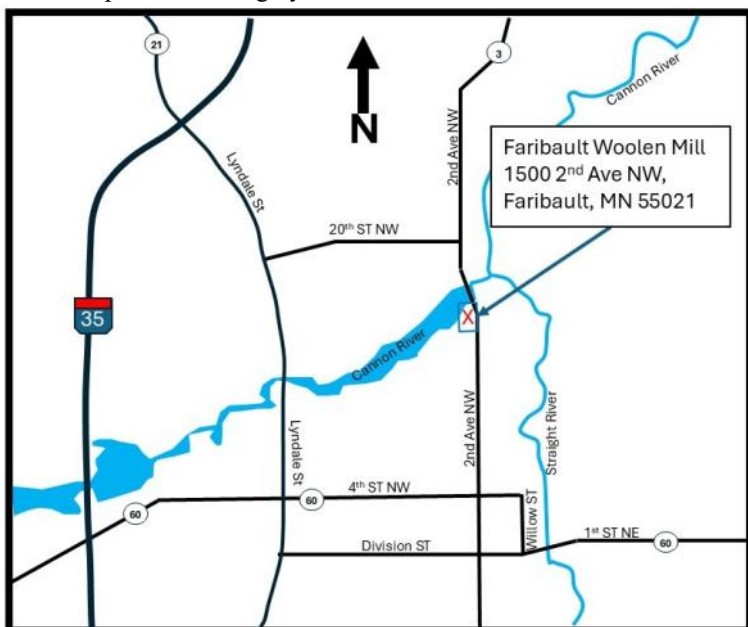 21
3
N
Cannon River
Lyndale St
2nd Ave NW
Faribault Woolen Mill
1500 2nd Ave NW,
Faribault, MN 55021
20th ST NW
35
X
Cannon River
Straight River
Lyndale St
2nd Ave NW
4th ST NW
60
60
Willow ST
Division ST
1st ST NE
60